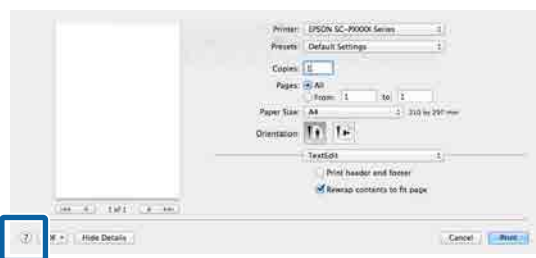 Printer: EPSON SC-PXXXX Series
Presets: Default Settings
Copies: 1
Pages: All
From: 1 to: 1
Paper Size: A4 210 by 297 mm
Orientation:
TextEdit
Print header and footer
Rewrap contents to fit page
1 of 1
? Hide Details Cancel Print